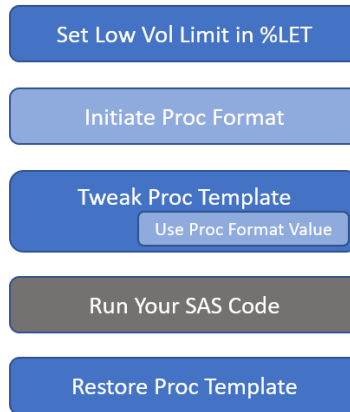 Set Low Vol Limit in %LET
Initiate Proc Format
Tweak Proc Template
Use Proc Format Value
Run Your SAS Code
Restore Proc Template